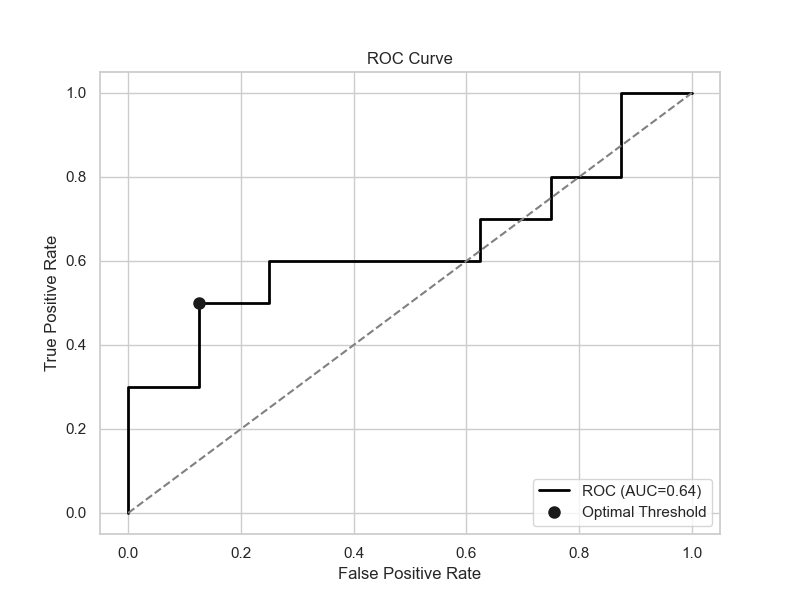 ROC Curve
True Positive Rate
1.0
0.8
0.6
0.4
0.2
0.0
0.0 0.2 0.4 0.6 0.8 1.0
False Positive Rate
ROC (AUC=0.64)
Optimal Threshold